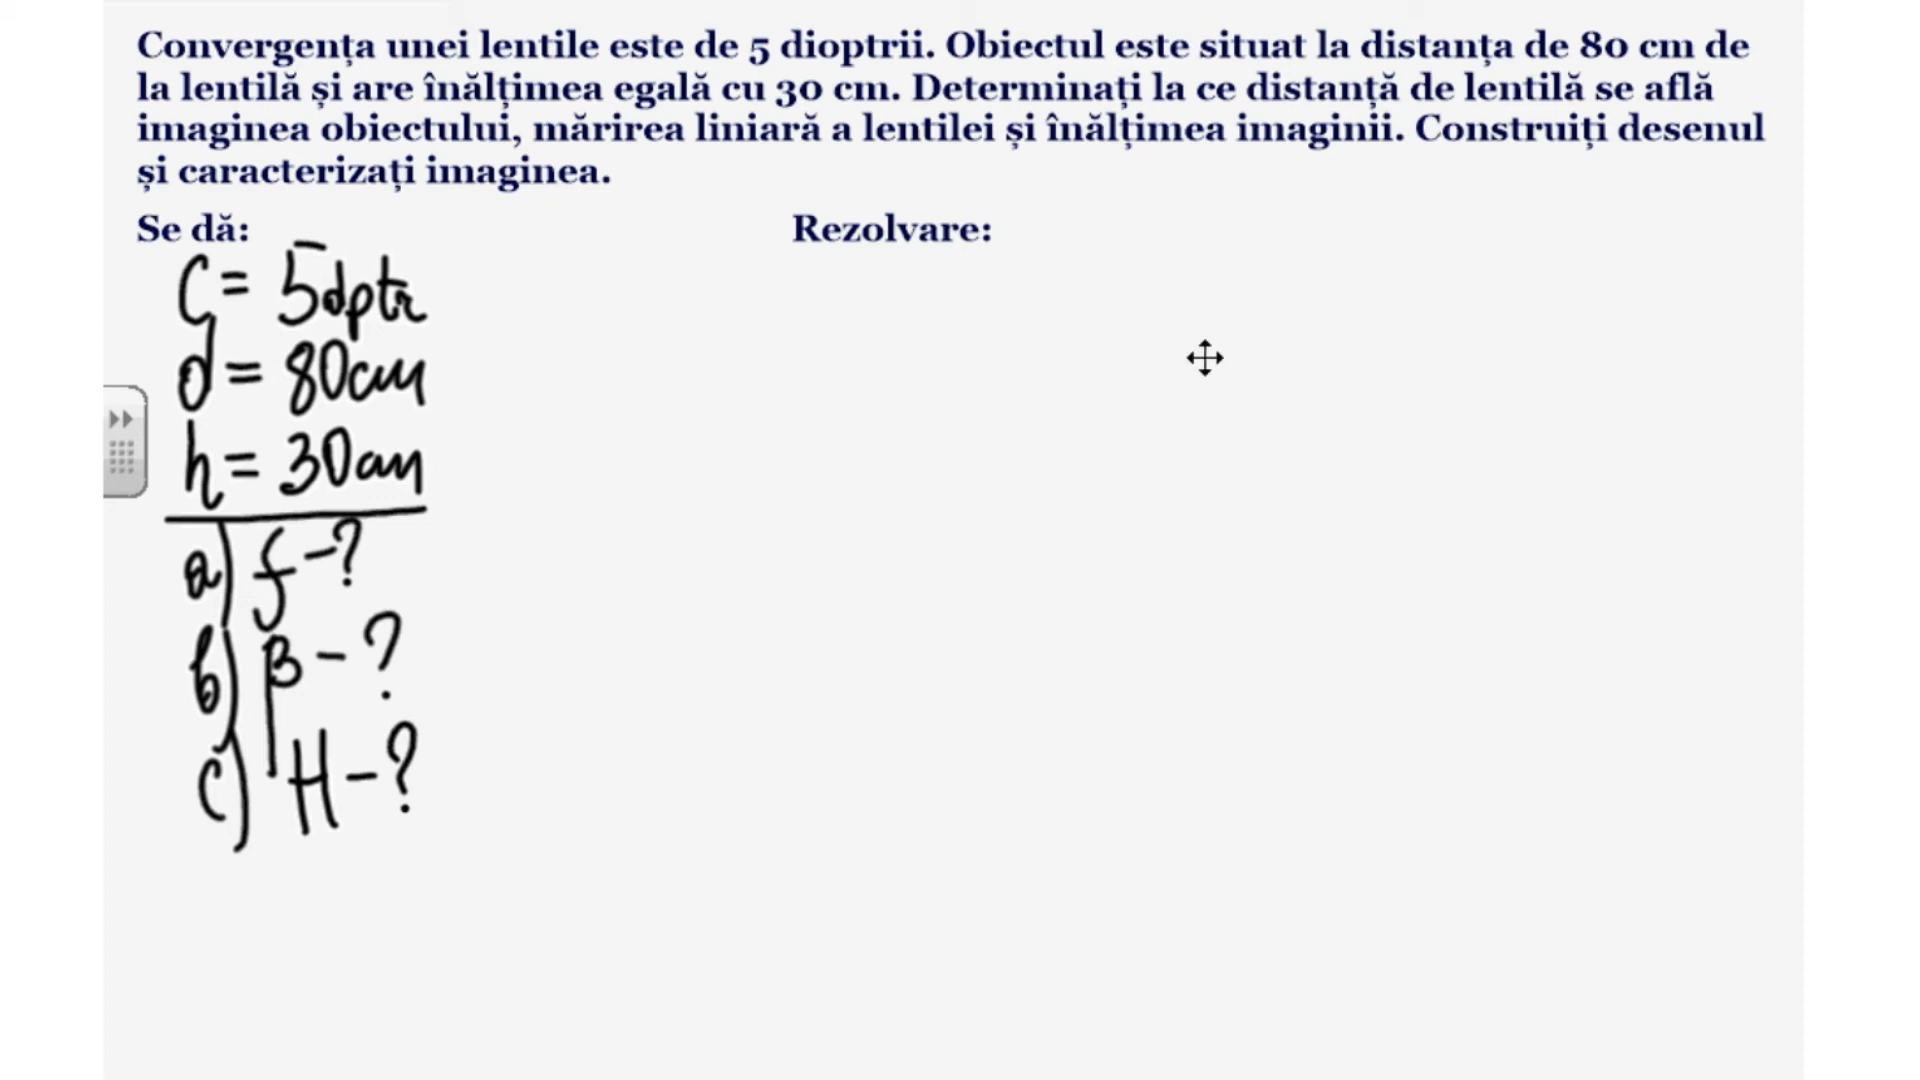 Convergența unei lentile este de 5 dioptrii. Obiectul este situat la distanța de 80 cm de
la lentilă și are înălțimea egală cu 30 cm. Determinați la ce distanță de lentilă se află
imaginea obiectului, mărirea liniară a lentilei și înălțimea imaginii. Construiți desenul
și caracterizați imaginea.
Se dă:
Rezolvare:
C = 5dptr
d = 80cm
h = 30cm
a) f - ?
b) β - ?
c) H - ?